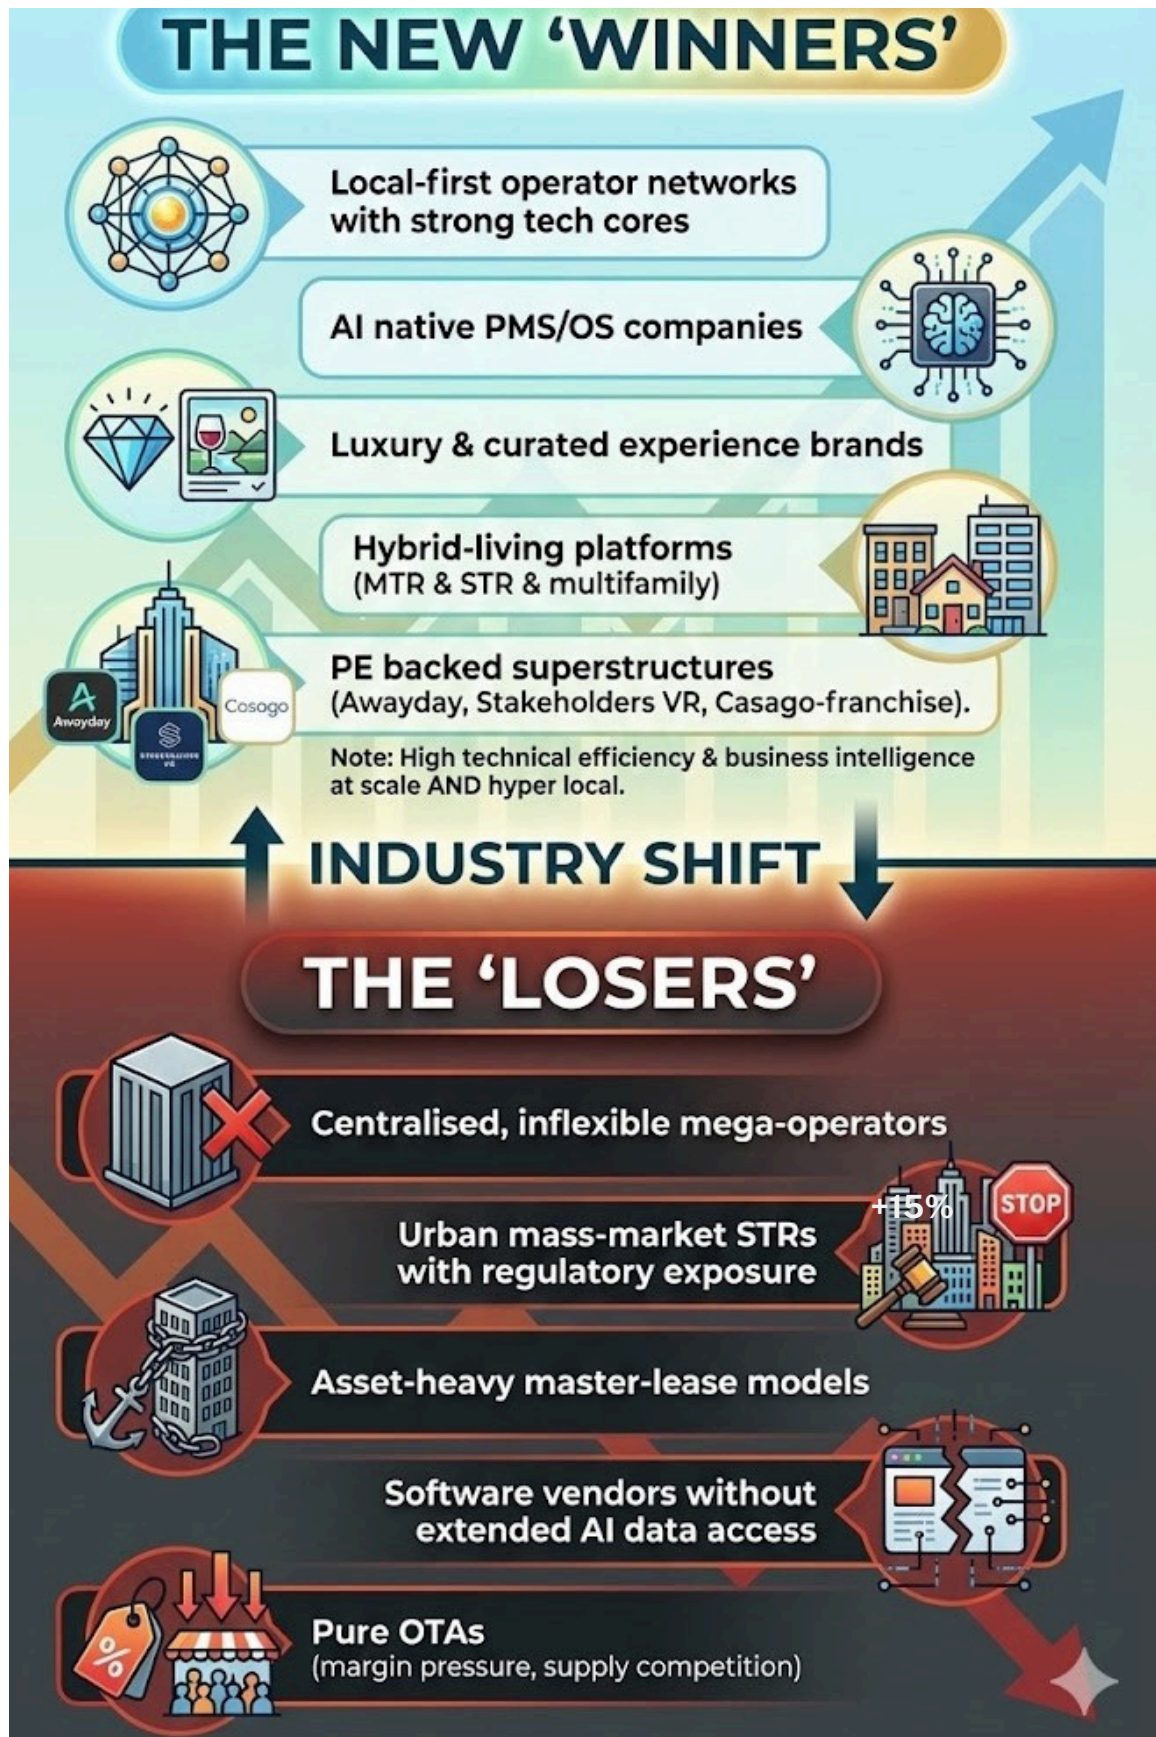 THE NEW ‘WINNERS’
Local-first operator networks
with strong tech cores
AI native PMS/OS companies
Luxury & curated experience brands
Hybrid-living platforms
(MTR & STR & multifamily)
PE backed superstructures
(Awayday, Stakeholders VR, Casago-franchise).
Awayday
Casago
Note: High technical efficiency & business intelligence
at scale AND hyper local.
INDUSTRY SHIFT
THE ‘LOSERS’
Centralised, inflexible mega-operators
Urban mass-market STRs
with regulatory exposure
+15%
STOP
Asset-heavy master-lease models
Software vendors without
extended AI data access
%
Pure OTAs
(margin pressure, supply competition)